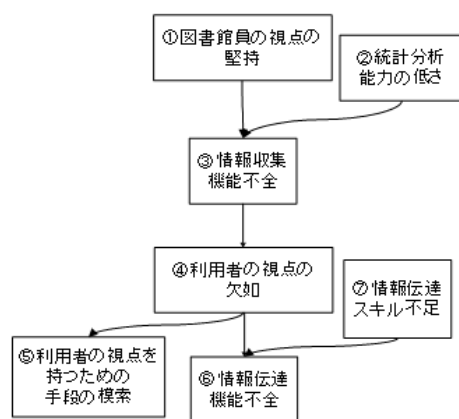 ①図書館員の視点の
堅持
②統計分析
能力の低さ
③情報収集
機能不全
④利用者の視点の
欠如
⑦情報伝達
スキル不足
⑤利用者の視点を
持つための
手段の模索
⑥情報伝達
機能不全